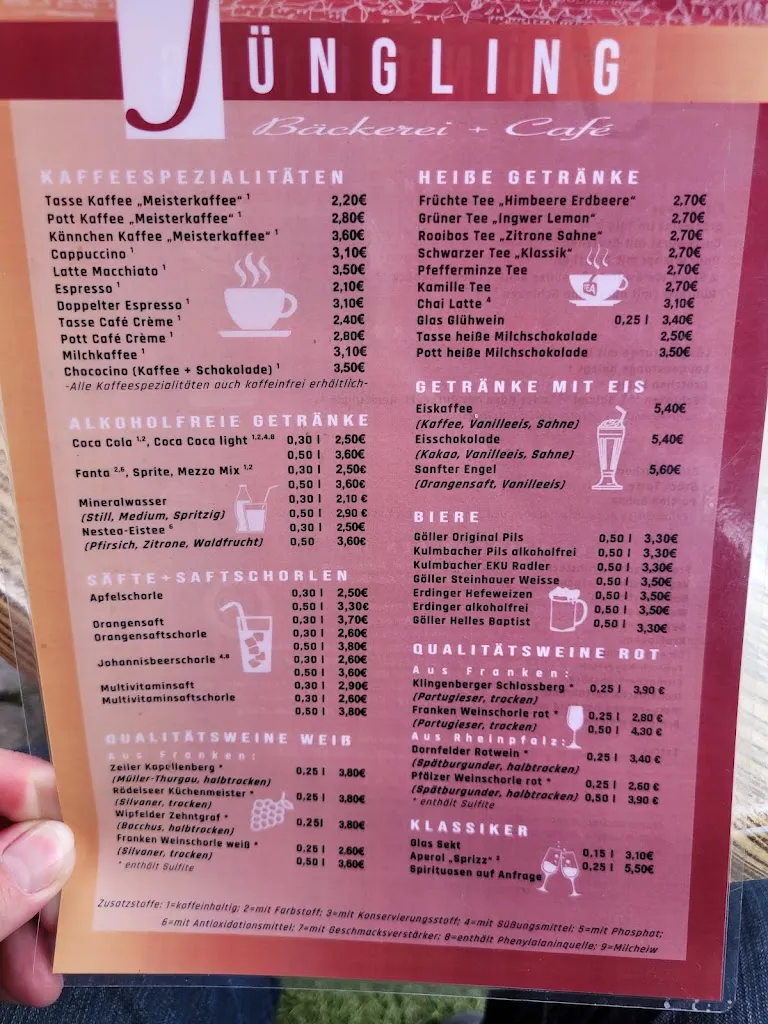 JÜNGLING
Bäckerei + Café
KAFFEESPEZIALITÄTEN
Tasse Kaffee „Meisterkaffee“ ¹ 2,20€
Pott Kaffee „Meisterkaffee“ ¹ 2,80€
Kännchen Kaffee „Meisterkaffee“ ¹ 3,60€
Cappuccino ¹ 3,10€
Latte Macchiato ¹ 3,50€
Espresso ¹ 2,10€
Doppelter Espresso ¹ 3,10€
Tasse Café Crème ¹ 2,40€
Pott Café Crème ¹ 2,80€
Milchkaffee ¹ 3,10€
Chococino (Kaffee + Schokolade) ¹ 3,50€
-Alle Kaffeespezialitäten auch koffeinfrei erhältlich-
ALKOHOLFREIE GETRÄNKE
Coca Cola ¹,², Coca Coca light ¹,²,⁴,⁸ 0,30 l 2,50€
0,50 l 3,60€
Fanta ²,⁶, Sprite, Mezzo Mix ¹,² 0,30 l 2,50€
0,50 l 3,60€
Mineralwasser 0,30 l 2,10 €
(Still, Medium, Spritzig) 0,50 l 2,90 €
Nestea-Eistee ⁶ 0,30 l 2,50€
(Pfirsich, Zitrone, Waldfrucht) 0,50 3,60€
SÄFTE+SAFTSCHORLEN
Apfelschorle 0,30 l 2,50€
0,50 l 3,30€
Orangensaft 0,30 l 3,70€
Orangensaftschorle 0,30 l 2,60€
0,50 l 3,80€
Johannisbeerschorle ⁴,⁸ 0,30 l 2,60€
0,50 l 3,60€
Multivitaminsaft 0,30 l 2,90€
Multivitaminsaftschorle 0,30 l 2,60€
0,50 l 3,80€
QUALITÄTSWEINE WEIß
Aus Franken:
Zeiler Kapellenberg * 0,25 l 3,80€
(Müller-Thurgau, halbtrocken)
Rödelseer Küchenmeister * 0,25 l 3,80€
(Silvaner, trocken)
Wipfelder Zehntgraf * 0,25l 3,80€
(Bacchus, halbtrocken)
Franken Weinschorle weiß * 0,25 l 2,60€
(Silvaner, trocken) 0,50 l 3,60€
* enthält Sulfite
HEIßE GETRÄNKE
Früchte Tee „Himbeere Erdbeere“ 2,70€
Grüner Tee „Ingwer Lemon“ 2,70€
Rooibos Tee „Zitrone Sahne“ 2,70€
Schwarzer Tee „Klassik“ 2,70€
Pfefferminze Tee 2,70€
Kamille Tee 2,70€
TEA
Chai Latte ⁴ 3,10€
Glas Glühwein 0,25 l 3,40€
Tasse heiße Milchschokolade 2,50€
Pott heiße Milchschokolade 3,50€
GETRÄNKE MIT EIS
Eiskaffee 5,40€
(Kaffee, Vanilleeis, Sahne)
Eisschokolade 5,40€
(Kakao, Vanilleeis, Sahne)
Sanfter Engel 5,60€
(Orangensaft, Vanilleeis)
BIERE
Göller Original Pils 0,50 l 3,30€
Kulmbacher Pils alkoholfrei 0,50 l 3,30€
Kulmbacher EKU Radler 0,50 l 3,30€
Göller Steinhauer Weisse 0,50 l 3,50€
Erdinger Hefeweizen 0,50 l 3,50€
Erdinger alkoholfrei 0,50 l 3,50€
Göller Helles Baptist 0,50 l 3,30€
QUALITÄTSWEINE ROT
Aus Franken:
Klingenberger Schlossberg * 0,25 l 3,90 €
(Portugieser, trocken)
Franken Weinschorle rot * 0,25 l 2,80 €
(Portugieser, trocken) 0,50 l 4,30 €
Aus Rheinpfalz:
Dornfelder Rotwein * 0,25 l 3,40 €
(Spätburgunder, halbtrocken)
Pfälzer Weinschorle rot * 0,25 l 2,60 €
(Spätburgunder, halbtrocken) 0,50 l 3,90 €
* enthält Sulfite
KLASSIKER
Glas Sekt 0,15 l 3,10€
Aperol „Sprizz“ ² 0,25 l 5,50€
Spirituosen auf Anfrage
Zusatzstoffe: 1=koffeinhaltig; 2=mit Farbstoff; 3=mit Konservierungsstoff; 4=mit Süßungsmittel; 5=mit Phosphat;
6=mit Antioxidationsmittel; 7=mit Geschmacksverstärker; 8=enthält Phenylalaninquelle; 9=Milcheiw